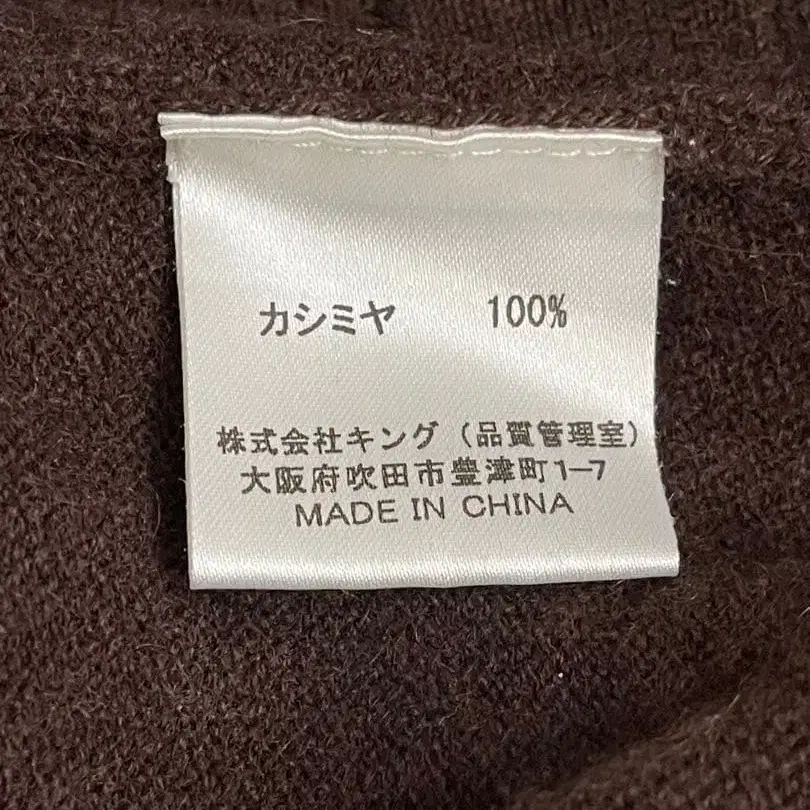 カシミヤ 100%
株式会社キング（品質管理室）
大阪府吹田市豊津町1-7
MADE IN CHINA